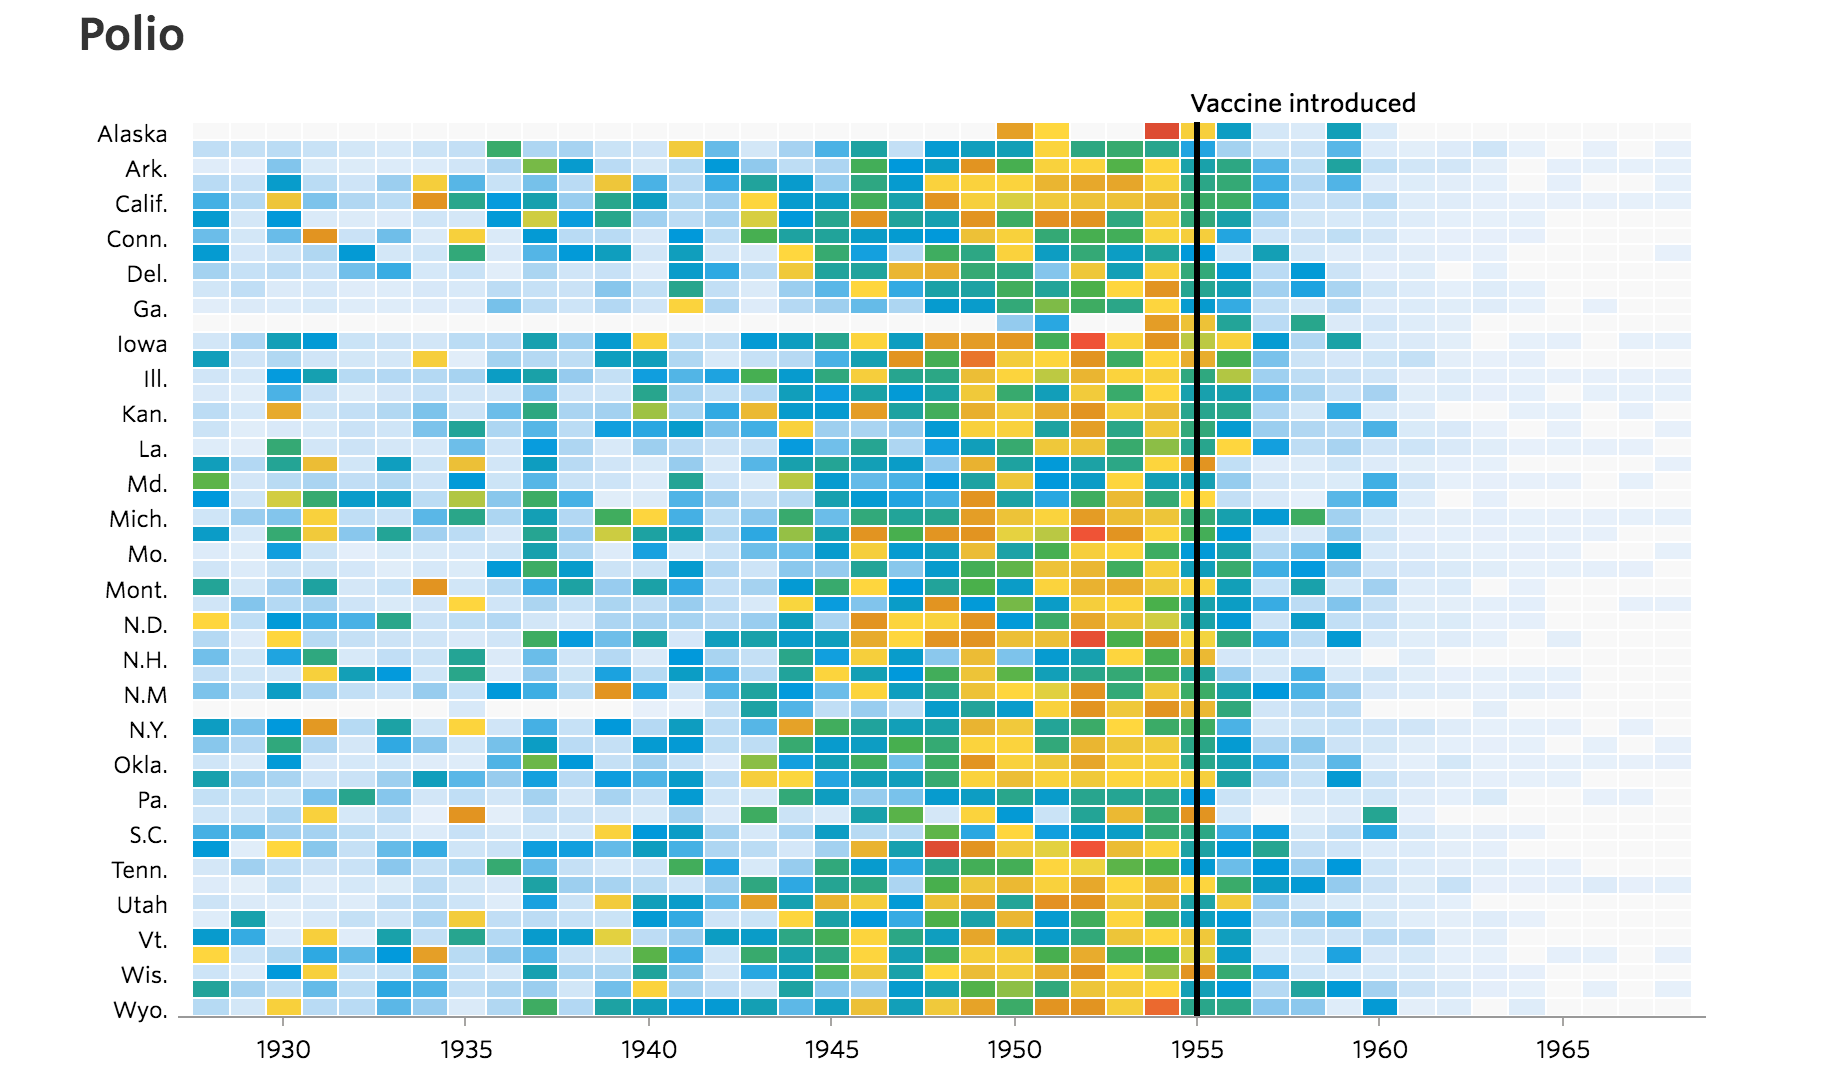 Polio
Vaccine introduced
Alaska
Ark.
Calif.
Conn.
Del.
Ga.
Iowa
Ill.
Kan.
La.
Md.
Mich.
Mo.
Mont.
N.D.
N.H.
N.M
N.Y.
Okla.
Pa.
S.C.
Tenn.
Utah
Vt.
Wis.
Wyo.
1930 1935 1940 1945 1950 1955 1960 1965